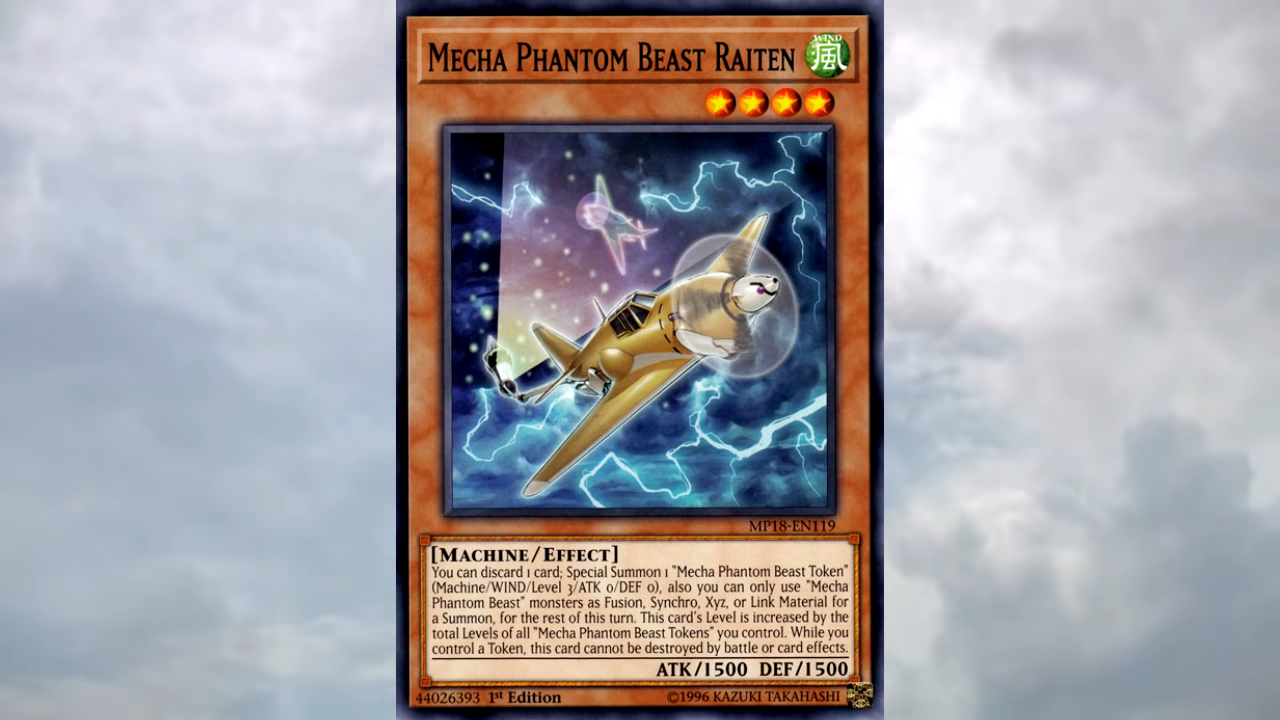 MECHA PHANTOM BEAST RAITEN
WIND
風
MP18-EN119
[MACHINE/EFFECT]
You can discard 1 card; Special Summon 1 "Mecha Phantom Beast Token"
(Machine/WIND/Level 3/ATK 0/DEF 0), also you can only use "Mecha
Phantom Beast" monsters as Fusion, Synchro, Xyz, or Link Material for
a Summon, for the rest of this turn. This card's Level is increased by the
total Levels of all "Mecha Phantom Beast Tokens" you control. While you
control a Token, this card cannot be destroyed by battle or card effects.
ATK/1500 DEF/1500
44026393 1st Edition ©1996 KAZUKI TAKAHASHI